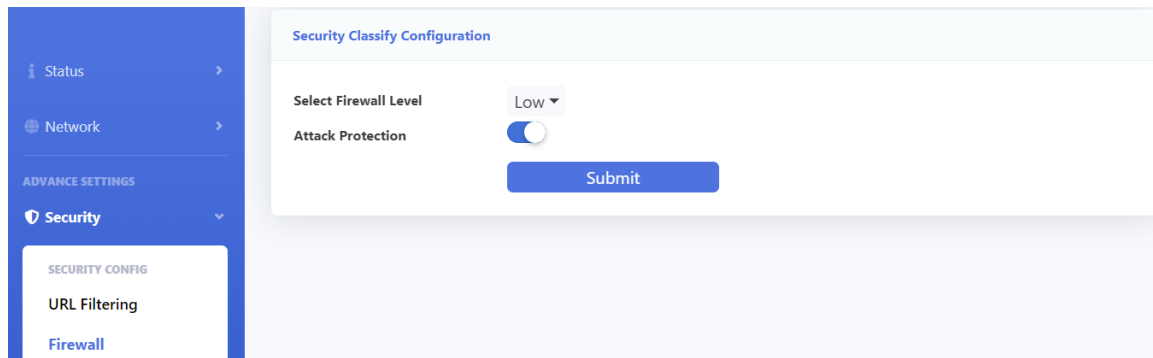 Status
Network
ADVANCE SETTINGS
Security
SECURITY CONFIG
URL Filtering
Firewall
Security Classify Configuration
Select Firewall Level Low
Attack Protection
Submit